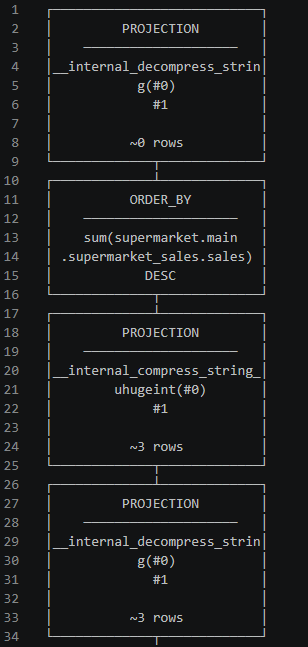 1
2 PROJECTION
3
4 __internal_decompress_strin
5 g(#0)
6 #1
7
8 ~0 rows
9
10
11 ORDER_BY
12
13 sum(supermarket.main
14 .supermarket_sales.sales)
15 DESC
16
17
18 PROJECTION
19
20 __internal_compress_string_
21 uhugeint(#0)
22 #1
23
24 ~3 rows
25
26
27 PROJECTION
28
29 __internal_decompress_strin
30 g(#0)
31 #1
32
33 ~3 rows
34